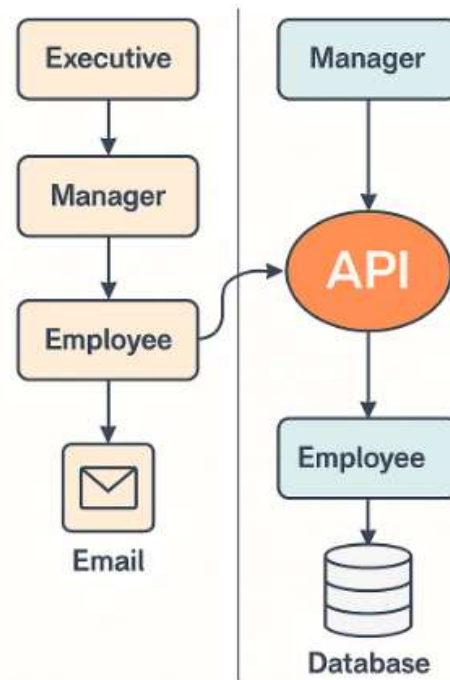 Executive
Manager
Employee
Email
Manager
API
Employee
Database